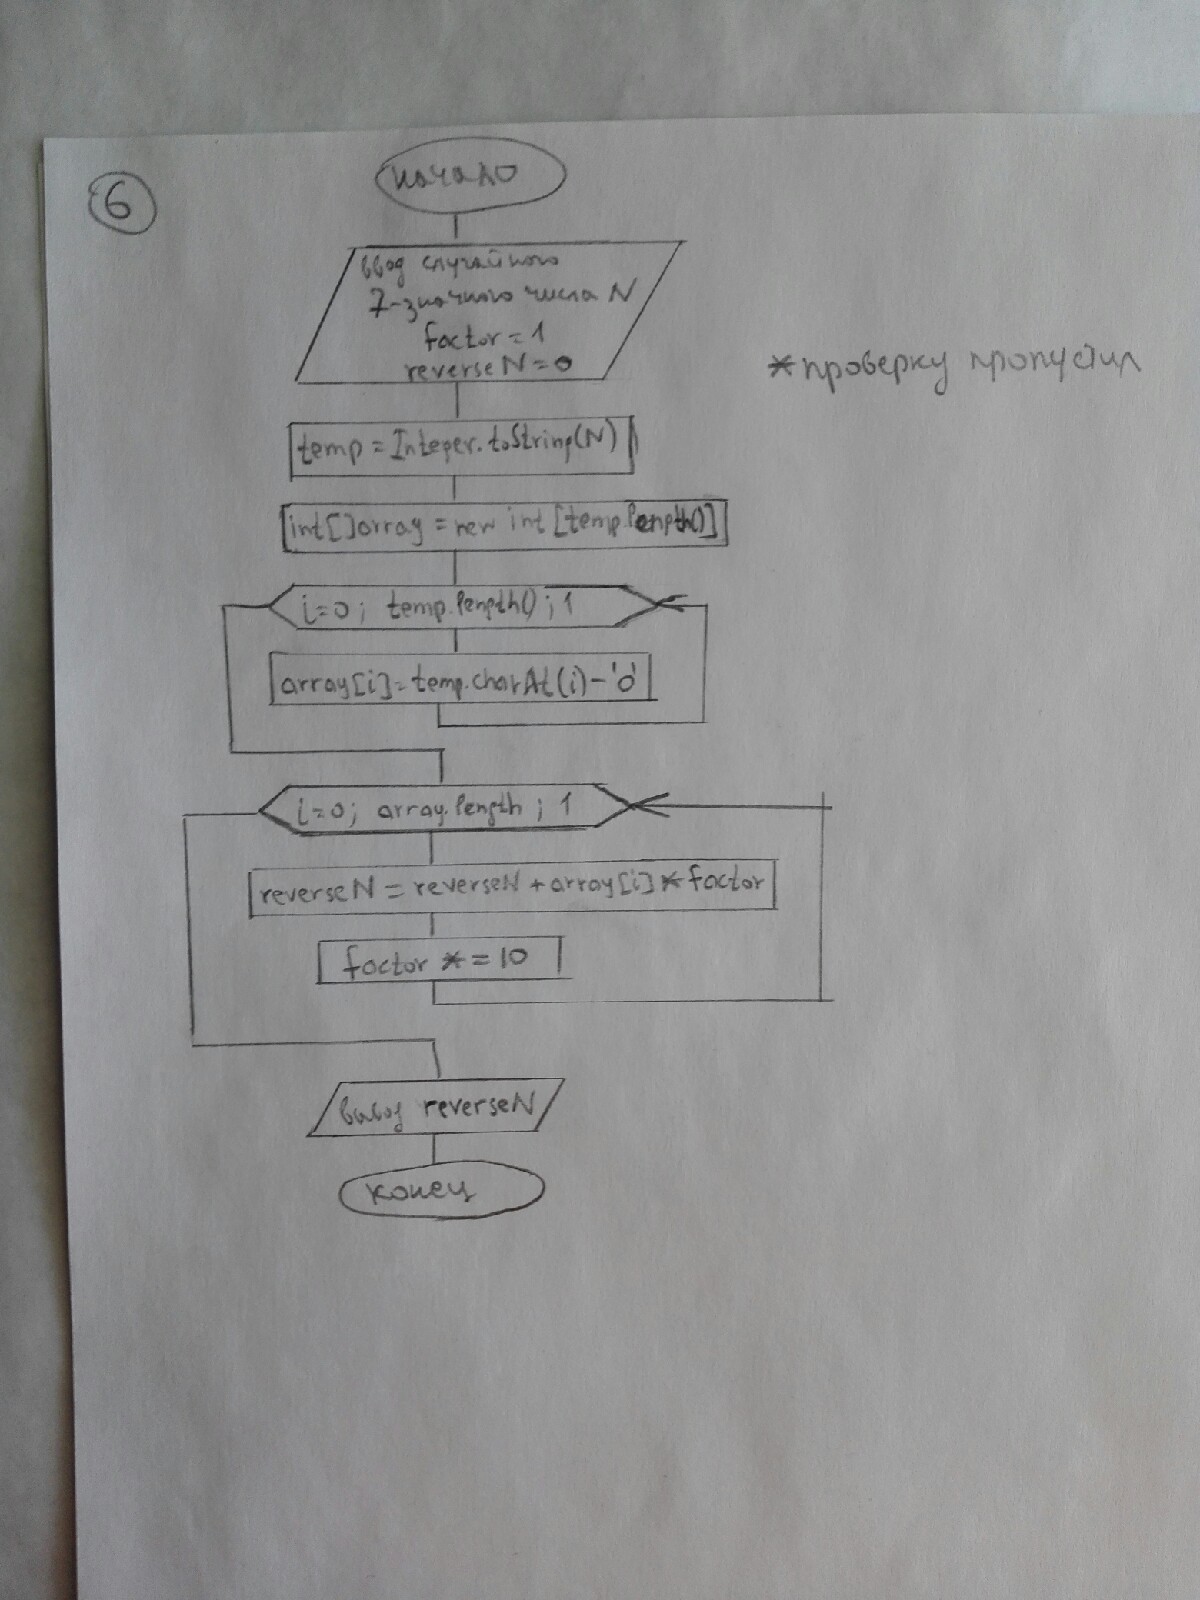 6
начало
ввод случайного
7-значного числа N
factor = 1
reverseN = 0
*проверку пропустил
temp = Integer.toString(N)
int[]array = new int[temp.length()]
i=0; temp.length(); 1
array[i]=temp.charAt(i)-'0'
i=0; array.length; 1
reverseN = reverseN + array[i]*factor
factor *= 10
вывод reverseN
конец